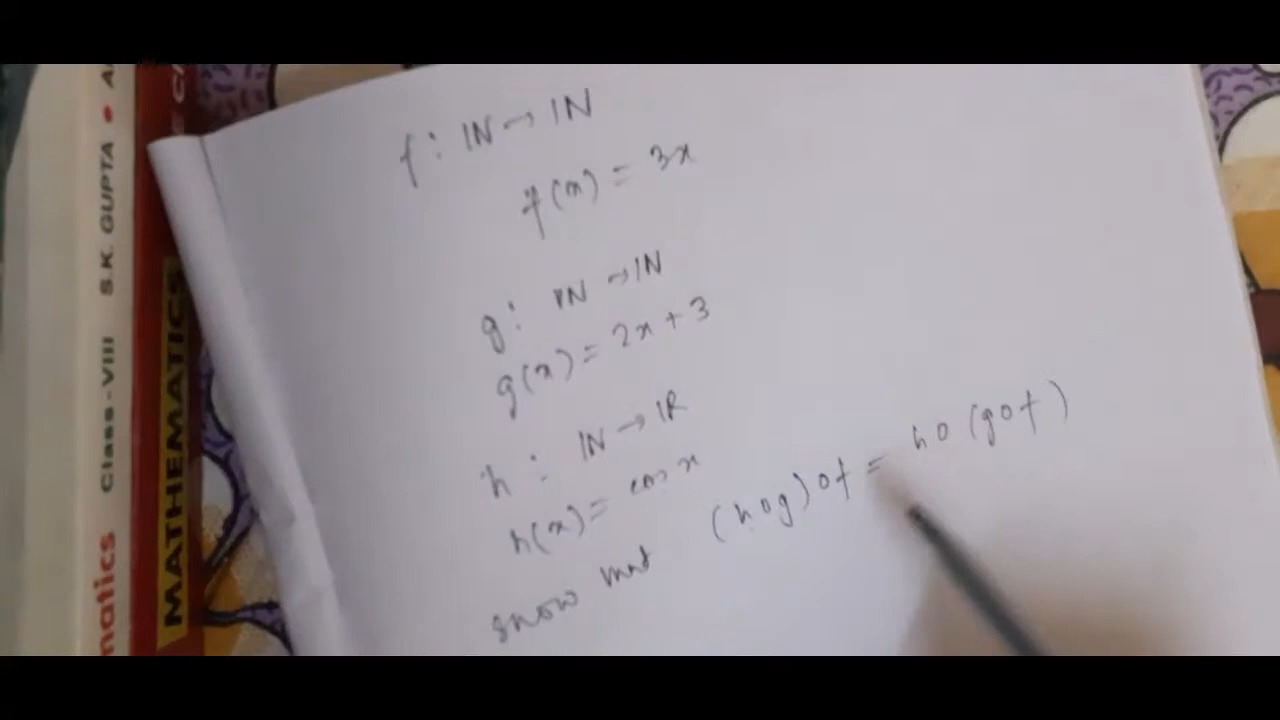 f : IN → IN
f(x) = 3x
g : IN → IN
g(x) = 2x + 3
h : IN → IR
h(x) = cos x
show that (hog)of = ho(gof)
matics Class-VIII S.K. GUPTA
MATHEMATICS